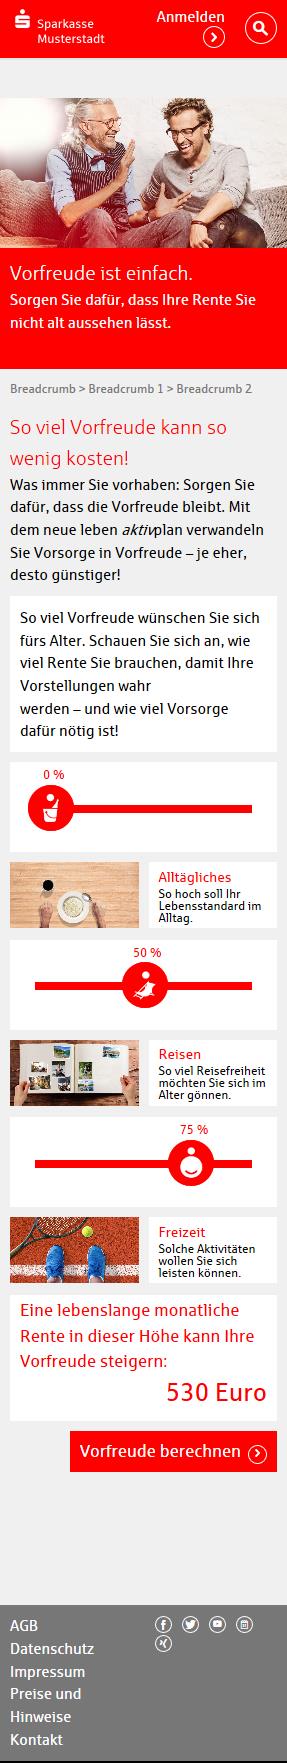 Sparkasse
Musterstadt
Anmelden
Vorfreude ist einfach.
Sorgen Sie dafür, dass Ihre Rente Sie
nicht alt aussehen lässt.
Breadcrumb > Breadcrumb 1 > Breadcrumb 2
So viel Vorfreude kann so
wenig kosten!
Was immer Sie vorhaben: Sorgen Sie
dafür, dass die Vorfreude bleibt. Mit
dem neue leben aktivplan verwandeln
Sie Vorsorge in Vorfreude – je eher,
desto günstiger!
So viel Vorfreude wünschen Sie sich
fürs Alter. Schauen Sie sich an, wie
viel Rente Sie brauchen, damit Ihre
Vorstellungen wahr
werden – und wie viel Vorsorge
dafür nötig ist!
0 %
Alltägliches
So hoch soll Ihr
Lebensstandard im
Alltag.
50 %
Reisen
So viel Reisefreiheit
möchten Sie sich im
Alter gönnen.
75 %
Freizeit
Solche Aktivitäten
wollen Sie sich
leisten können.
Eine lebenslange monatliche
Rente in dieser Höhe kann Ihre
Vorfreude steigern:
530 Euro
Vorfreude berechnen
AGB
Datenschutz
Impressum
Preise und
Hinweise
Kontakt